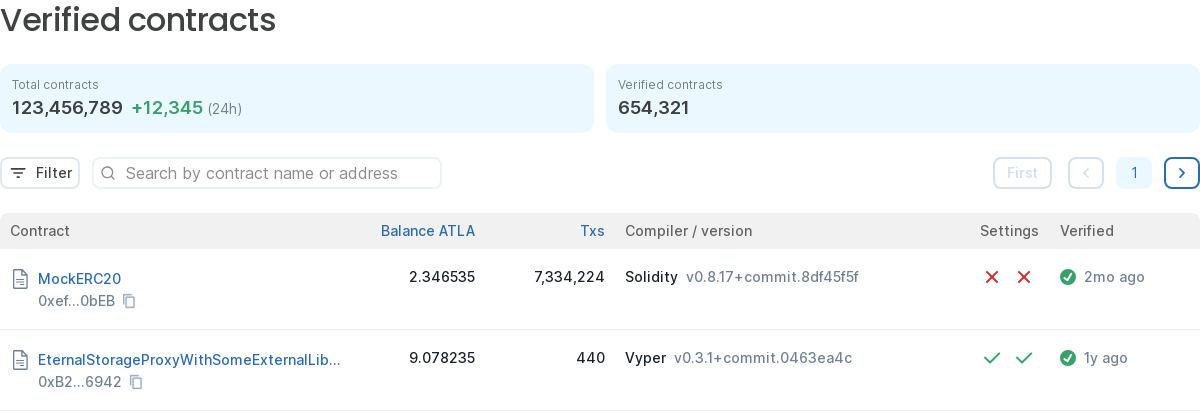 Verified contracts
Total contracts
123,456,789 +12,345 (24h)
Verified contracts
654,321
Filter
Search by contract name or address
First
1
Contract Balance ATLA Txs Compiler / version Settings Verified
MockERC20 2.346535 7,334,224 Solidity v0.8.17+commit.8df45f5f 2mo ago
0xef...0bEB
EternalStorageProxyWithSomeExternalLib... 9.078235 440 Vyper v0.3.1+commit.0463ea4c 1y ago
0xB2...6942